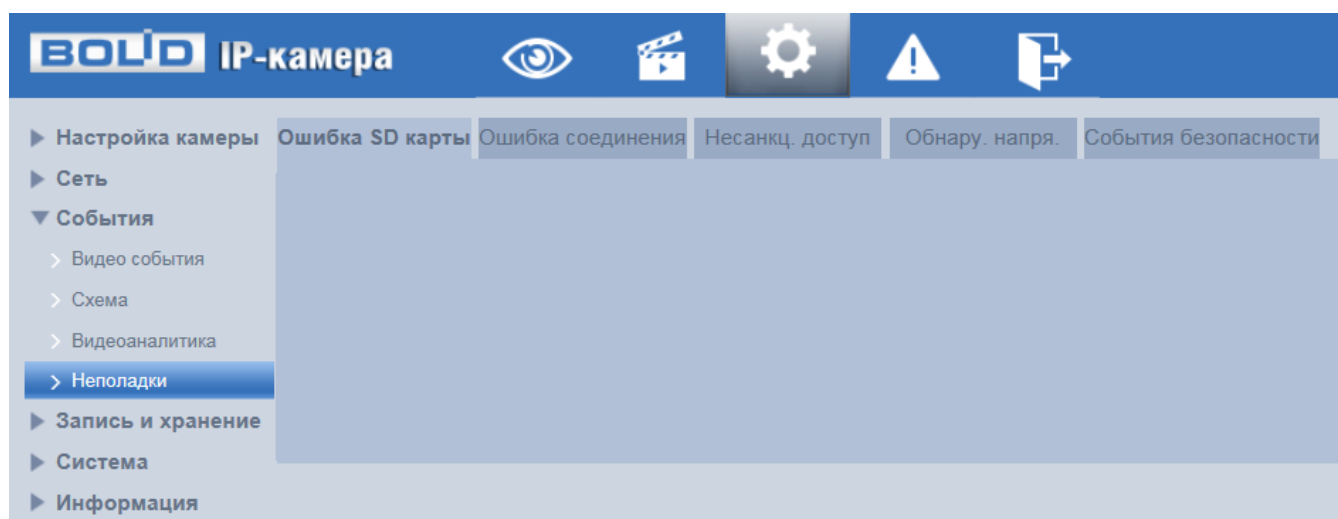 BOLID IP-камера
Настройка камеры
Сеть
События
Видео события
Схема
Видеоаналитика
Неполадки
Запись и хранение
Система
Информация
Ошибка SD карты Ошибка соединения Несанкц. доступ Обнару. напря. События безопасности